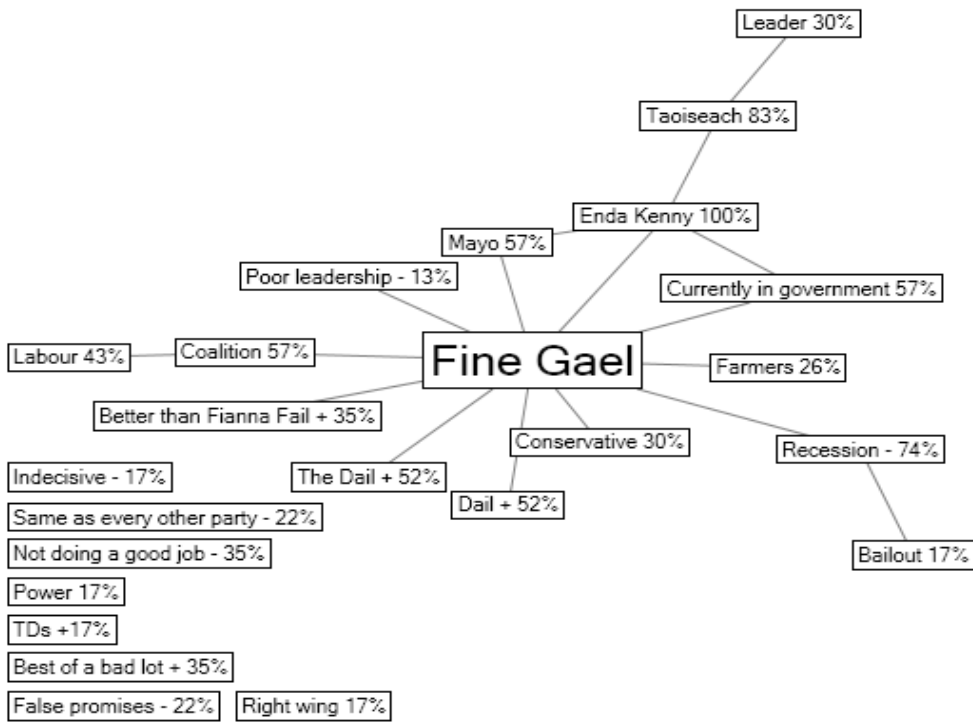 Leader 30%
Taoiseach 83%
Enda Kenny 100%
Mayo 57%
Poor leadership - 13%
Currently in government 57%
Fine Gael
Labour 43%
Coalition 57%
Farmers 26%
Better than Fianna Fail + 35%
Conservative 30%
Recession - 74%
Indecisive - 17%
The Dail + 52%
Dail + 52%
Same as every other party - 22%
Not doing a good job - 35%
Bailout 17%
Power 17%
TDs +17%
Best of a bad lot + 35%
False promises - 22%
Right wing 17%